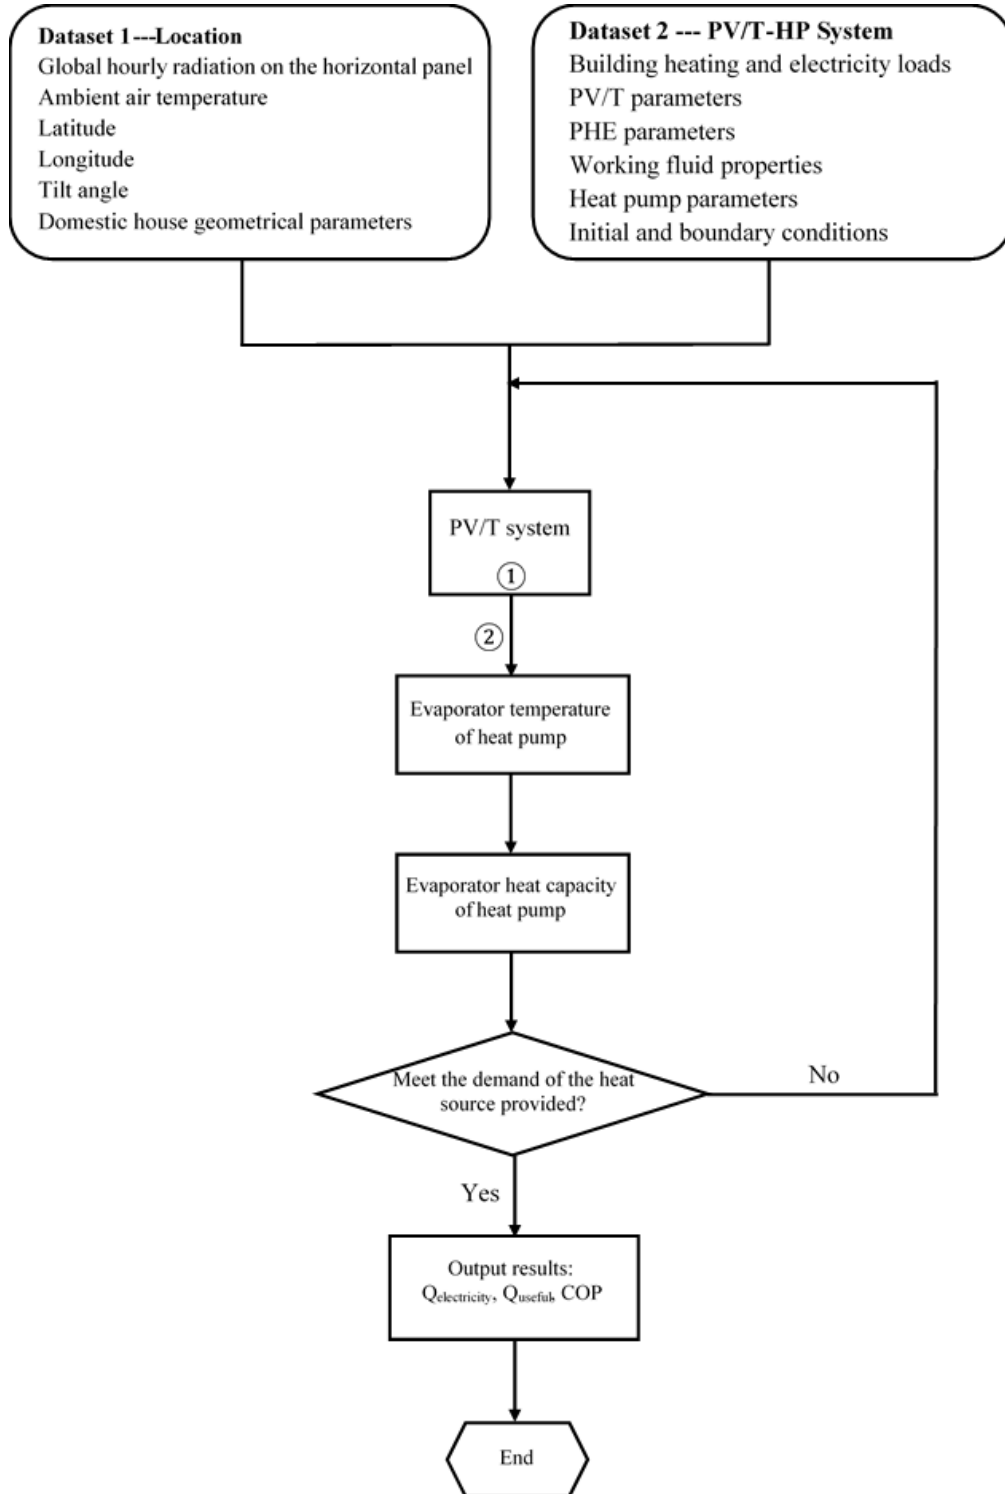 Dataset 1---Location
Global hourly radiation on the horizontal panel
Ambient air temperature
Latitude
Longitude
Tilt angle
Domestic house geometrical parameters
Dataset 2 --- PV/T-HP System
Building heating and electricity loads
PV/T parameters
PHE parameters
Working fluid properties
Heat pump parameters
Initial and boundary conditions
PV/T system
①
②
Evaporator temperature
of heat pump
Evaporator heat capacity
of heat pump
Meet the demand of the heat
source provided?
No
Yes
Output results:
Qelectricity, Quseful, COP
End